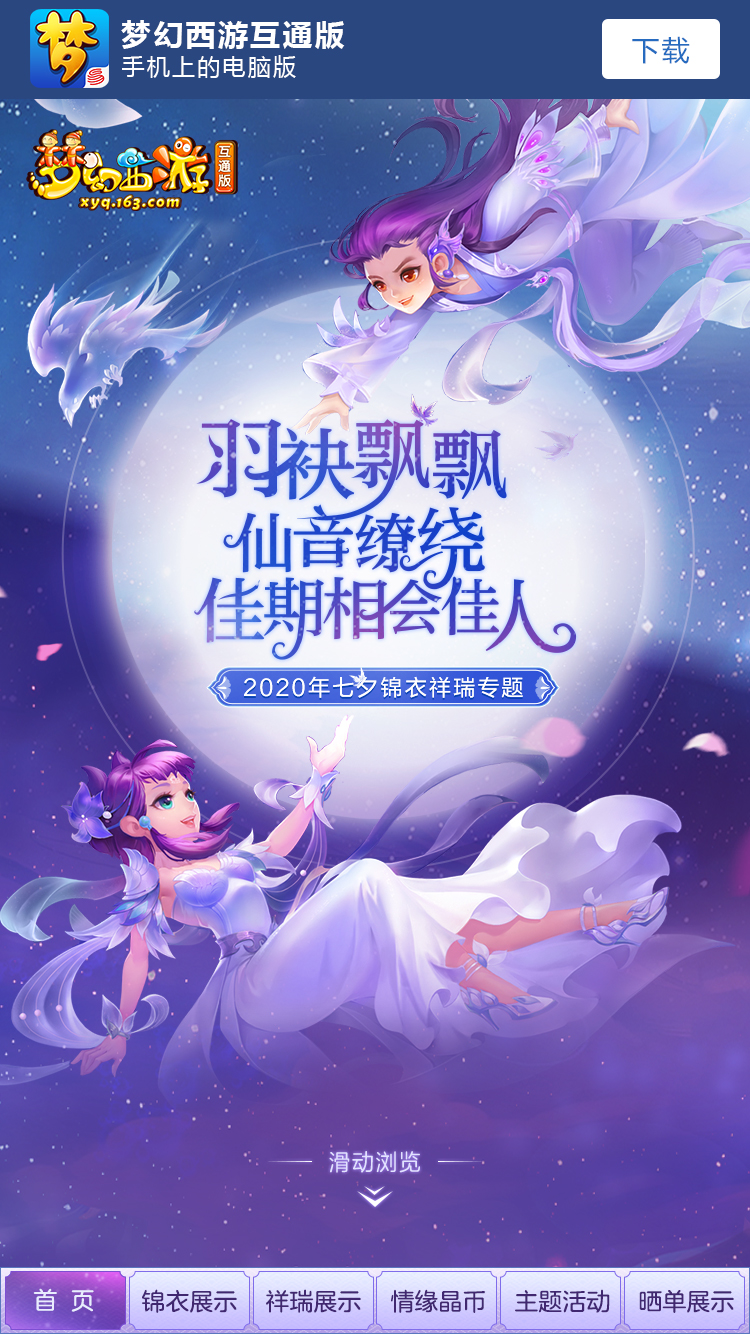 梦
梦幻西游互通版
手机上的电脑版
下载
梦幻西游
互通版
xyq.163.com
羽袂飘飘
仙音缭绕
佳期相会佳人
2020年七夕锦衣祥瑞专题
滑动浏览
首 页
锦衣展示
祥瑞展示
情缘晶币
主题活动
晒单展示